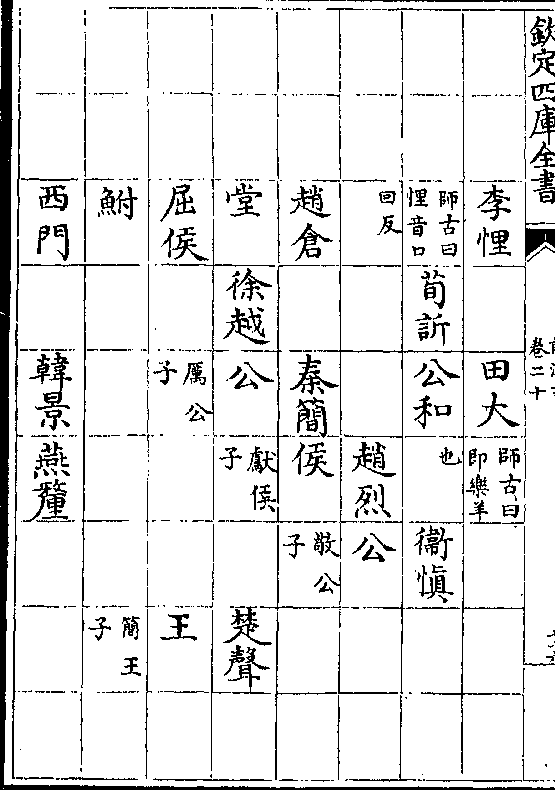 欽定四庫全書
卷二十
李悝 田大 師古曰
即樂羊
師古曰
悝音口 荀訢 公和 也 衞慎
回反 趙烈 公
趙倉 秦簡 侯 敬公
子
堂 徐越 公 獻侯
子 楚聲
屈侯 厲公
子 王
鮒 簡王
子
西門 韓景 燕釐